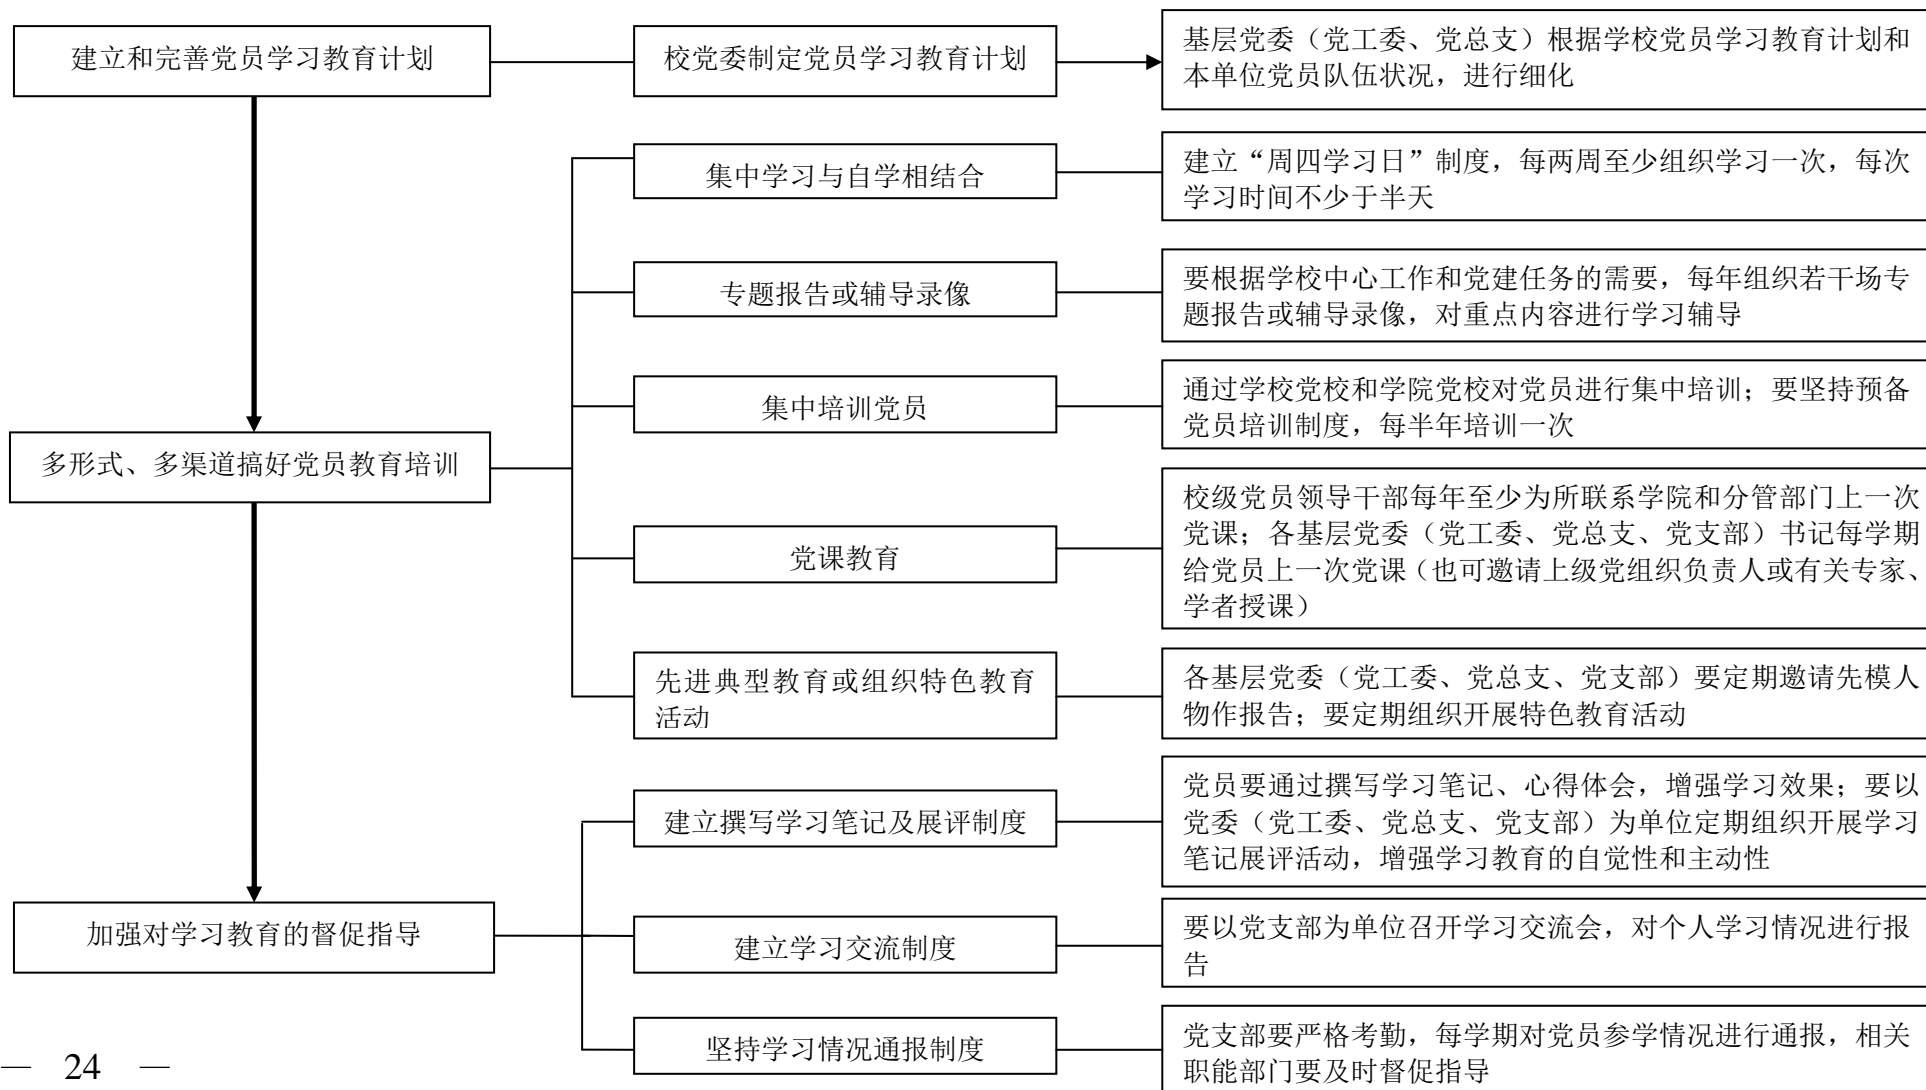 建立和完善党员学习教育计划
校党委制定党员学习教育计划
基层党委（党工委、党总支）根据学校党员学习教育计划和
本单位党员队伍状况，进行细化
集中学习与自学相结合
建立“周四学习日”制度，每两周至少组织学习一次，每次
学习时间不少于半天
专题报告或辅导录像
要根据学校中心工作和党建任务的需要，每年组织若干场专
题报告或辅导录像，对重点内容进行学习辅导
集中培训党员
通过学校党校和学院党校对党员进行集中培训；要坚持预备
党员培训制度，每半年培训一次
多形式、多渠道搞好党员教育培训
党课教育
校级党员领导干部每年至少为所联系学院和分管部门上一次
党课；各基层党委（党工委、党总支、党支部）书记每学期
给党员上一次党课（也可邀请上级党组织负责人或有关专家、
学者授课）
先进典型教育或组织特色教育
活动
各基层党委（党工委、党总支、党支部）要定期邀请先模人
物作报告；要定期组织开展特色教育活动
建立撰写学习笔记及展评制度
党员要通过撰写学习笔记、心得体会，增强学习效果；要以
党委（党工委、党总支、党支部）为单位定期组织开展学习
笔记展评活动，增强学习教育的自觉性和主动性
加强对学习教育的督促指导
建立学习交流制度
要以党支部为单位召开学习交流会，对个人学习情况进行报
告
坚持学习情况通报制度
党支部要严格考勤，每学期对党员参学情况进行通报，相关
职能部门要及时督促指导
— 24 —